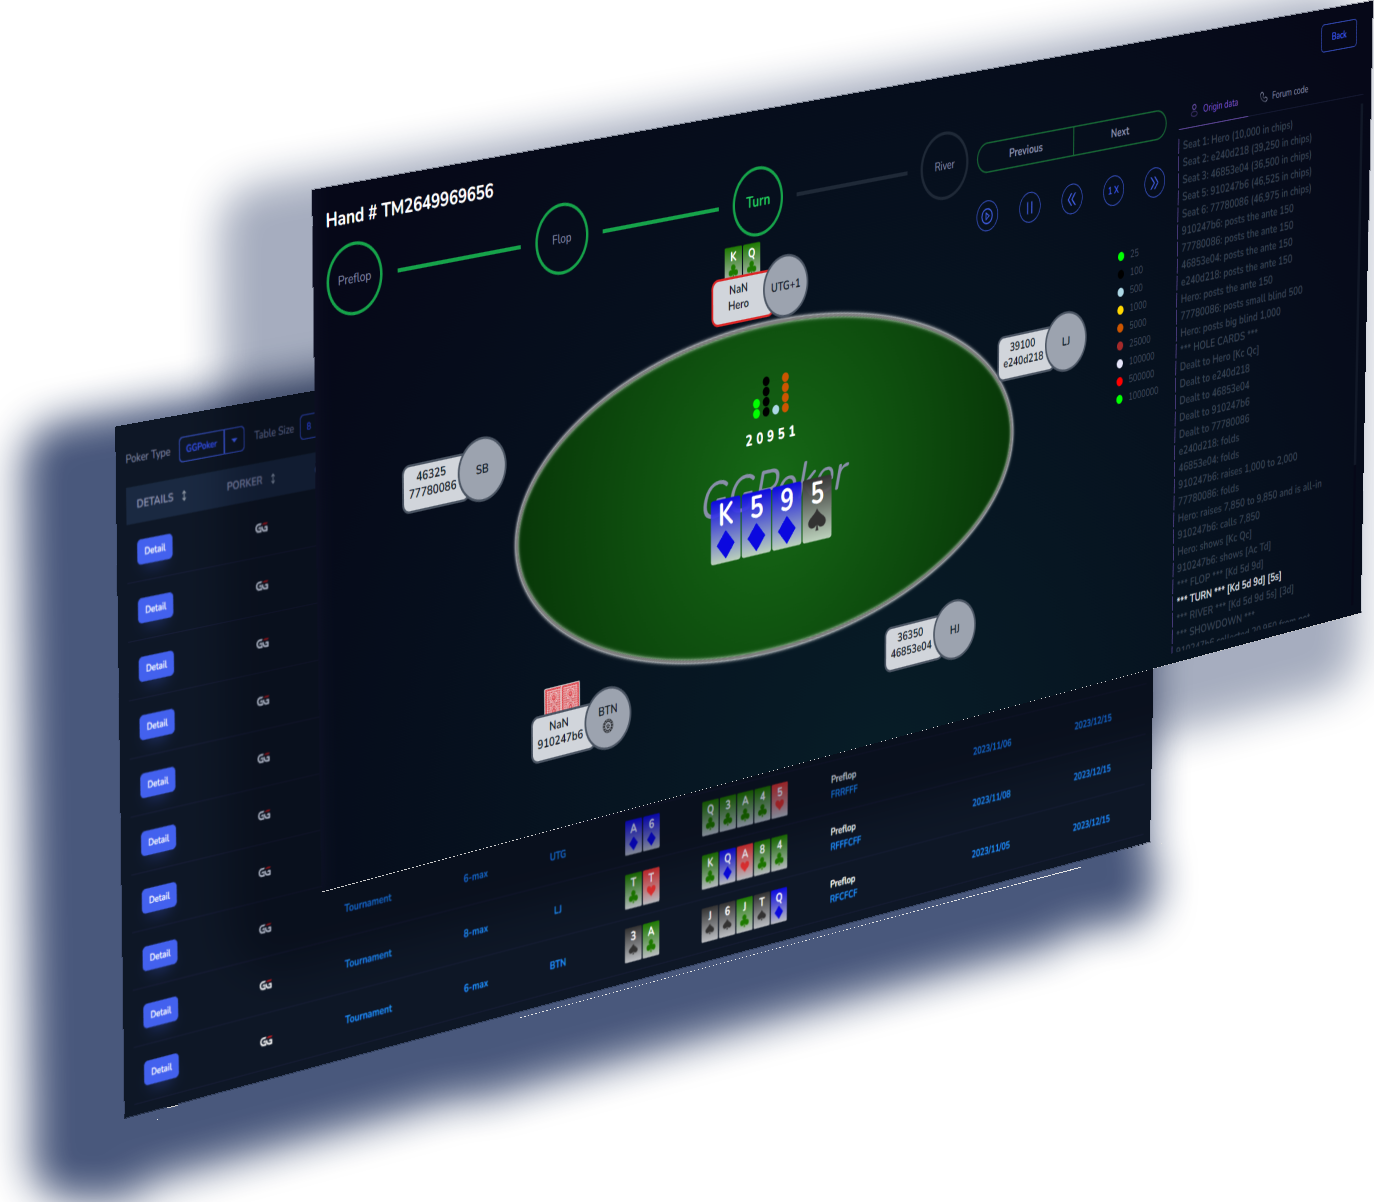 Back
Origin data
Forum code
Hand # TM2649969656
Preflop
Flop
Turn
River
Previous
Next
1 X
Seat 1: Hero (10,000 in chips)
Seat 2: e240d218 (39,250 in chips)
Seat 3: 46853e04 (36,500 in chips)
Seat 5: 910247b6 (46,525 in chips)
Seat 6: 77780086 (46,975 in chips)
910247b6: posts the ante 150
77780086: posts the ante 150
46853e04: posts the ante 150
e240d218: posts the ante 150
Hero: posts the ante 150
77780086: posts small blind 500
Hero: posts big blind 1,000
*** HOLE CARDS ***
Dealt to Hero [Kc Qc]
Dealt to e240d218
Dealt to 46853e04
Dealt to 910247b6
Dealt to 77780086
e240d218: folds
46853e04: folds
910247b6: raises 1,000 to 2,000
77780086: folds
Hero: raises 7,850 to 9,850 and is all-in
910247b6: calls 7,850
Hero: shows [Kc Qc]
910247b6: shows [Ac Td]
*** FLOP *** [Kd 5d 9d]
*** TURN *** [Kd 5d 9d] [5s]
*** RIVER *** [Kd 5d 9d 5s] [3d]
*** SHOWDOWN ***
25
100
500
1000
5000
25000
100000
500000
1000000
K Q
NaN
Hero
UTG+1
39100
e240d218
LJ
46325
77780086
SB
20951
GGPoker
K 5 9 5
36350
46853e04
HJ
NaN
910247b6
BTN
Poker Type
GGPoker
Table Size
8
DETAILS
PORKER
Detail
GG
Detail
GG
Detail
GG
Detail
GG
Detail
GG
Detail
GG
Detail
GG
Detail
GG
Detail
GG
Detail
GG
Tournament
6-max
UTG
A 6
Q 3 A 4 5
Preflop
FRRFFF
2023/11/06
2023/12/15
Tournament
8-max
LJ
T T
K Q A 8 4
Preflop
RFFFCFF
2023/11/08
2023/12/15
Tournament
6-max
BTN
3 A
J 6 J T Q
Preflop
RFCFCF
2023/11/05
2023/12/15